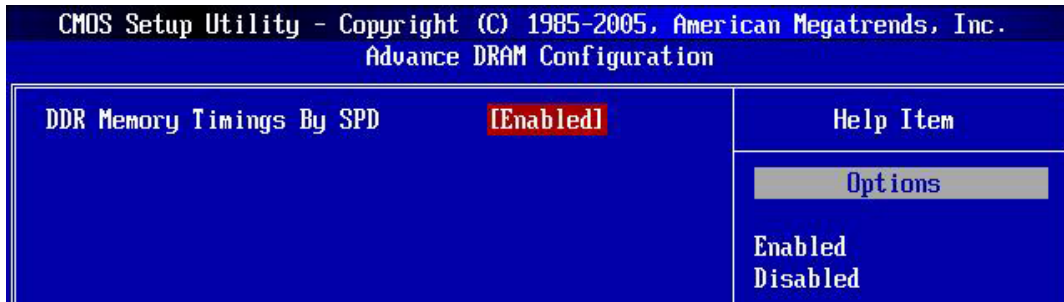 CMOS Setup Utility - Copyright (C) 1985-2005, American Megatrends, Inc.
Advance DRAM Configuration
DDR Memory Timings By SPD [Enabled]
Help Item
Options
Enabled
Disabled